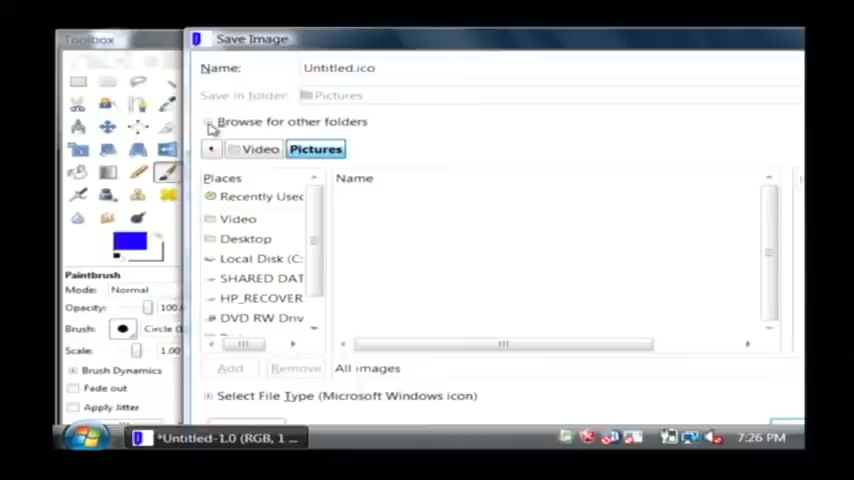 Toolbox
Save Image
Name:
Untitled.ico
Save in folder:
Pictures
Browse for other folders
Video
Pictures
Places
Name
Recently Used
Video
Desktop
Local Disk (C:
SHARED DAT
HP_RECOVER
DVD RW Driv
Add
Remove
All images
Select File Type (Microsoft Windows icon)
Paintbrush
Mode:
Normal
Opacity:
100.
Brush:
Circle (
Scale:
1.00
Brush Dynamics
Fade out
Apply Jitter
*Untitled-1.0 (RGB, 1 ...
7:26 PM